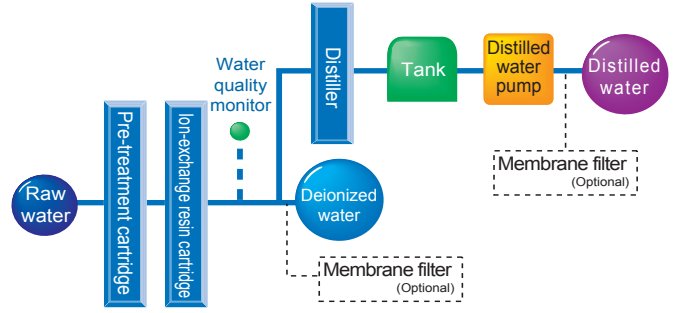 Raw
water
Pre-treatment cartridge
Ion-exchange resin cartridge
Water
quality
monitor
Deionized
water
Membrane filter
(Optional)
Distiller
Tank
Distilled
water
pump
Distilled
water
Membrane filter
(Optional)